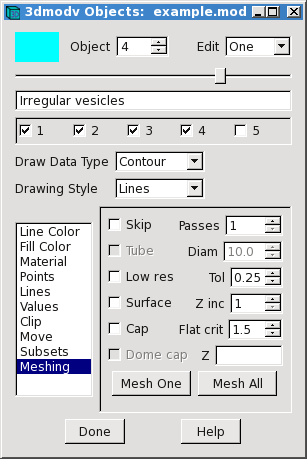 3dmodv Objects: example.mod
Object 4 Edit One
Irregular vesicles
1 2 3 4 5
Draw Data Type Contour
Drawing Style Lines
Line Color
Fill Color
Material
Points
Lines
Values
Clip
Move
Subsets
Meshing
Skip Passes 1
Tube Diam 10.0
Low res Tol 0.25
Surface Z inc 1
Cap Flat crit 1.5
Dome cap Z
Mesh One Mesh All
Done Help